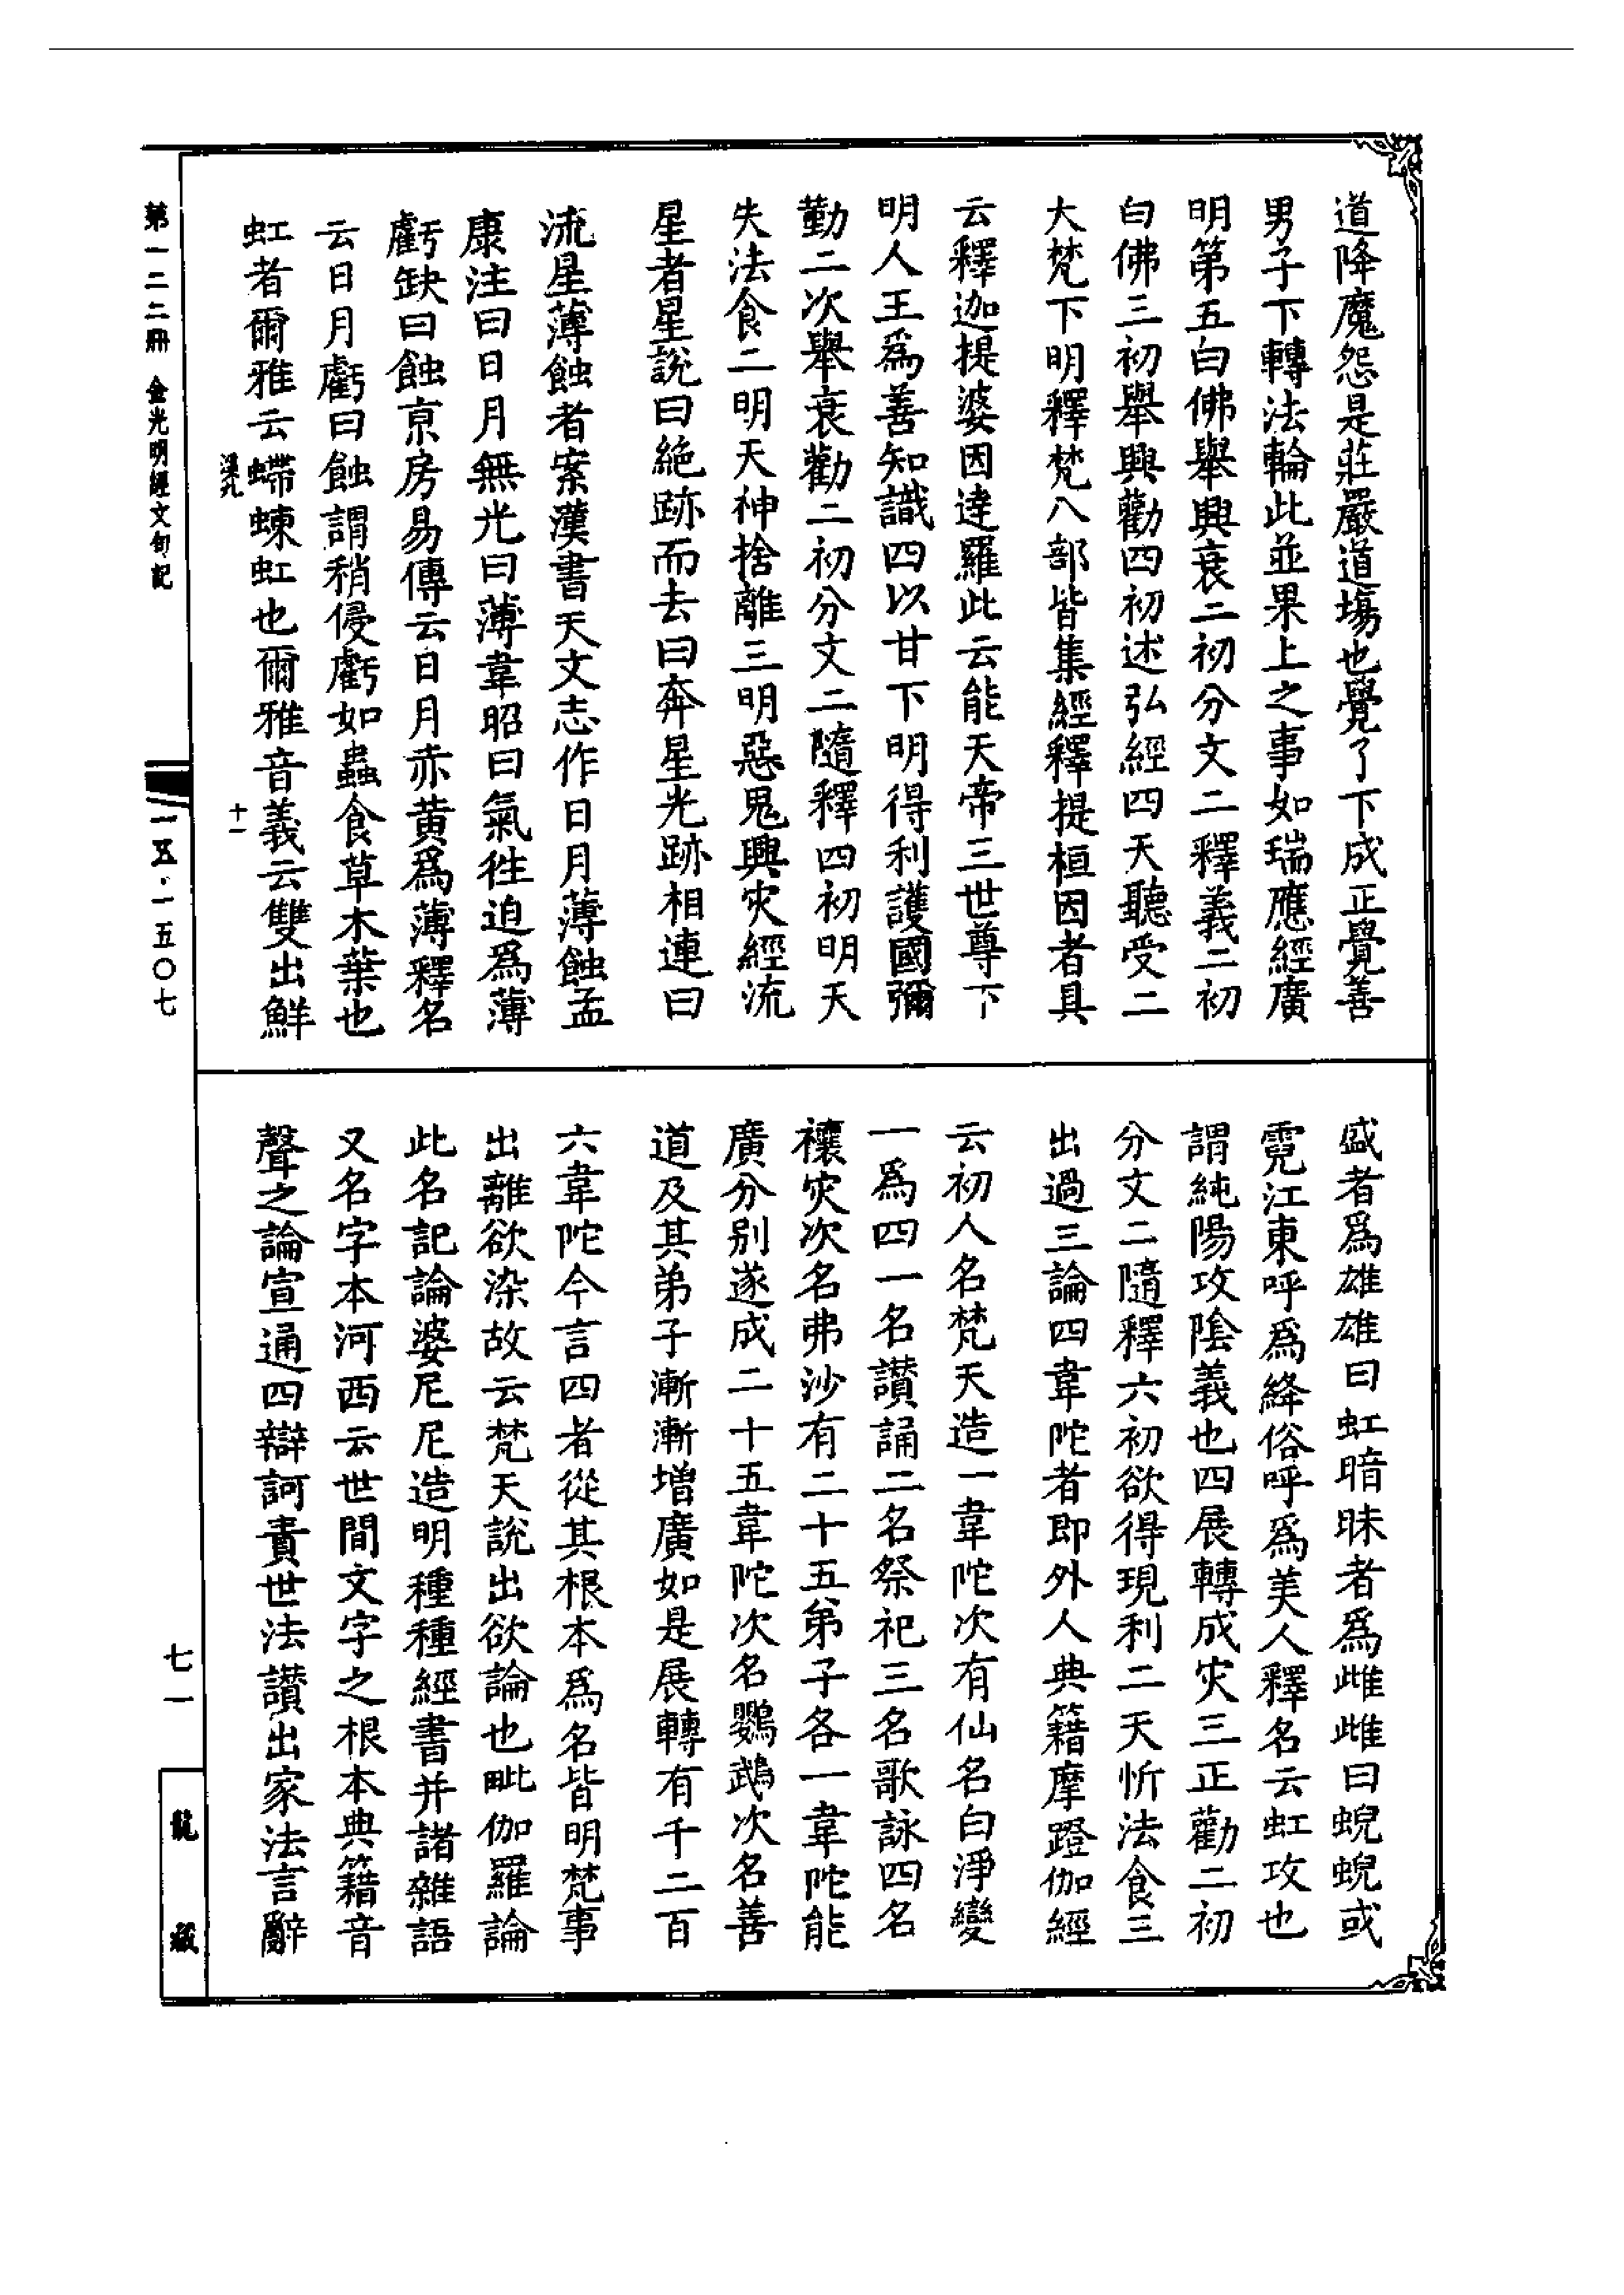 道降魔怨是莊嚴道場也覺了下成正覺善
男子下轉法輪此並果上之事如瑞應經廣
明第五白佛舉興衰二初分文二釋義二初
白佛三初舉興勸四初述弘經四天聽受二
大梵下明釋梵八部皆集經釋提桓因者具
云釋迦提婆因達羅此云能天帝三世尊下
明人王爲善知識四以甘下明得利護國彌
勤二次舉衰勸二初分文二隨釋四初明天
失法食二明天神捨離三明惡鬼興災經流
星者星說曰絕跡而去曰奔星光跡相連曰
流星薄蝕者案漢書天文志作日月薄蝕孟
康注曰日月無光曰薄韋昭曰氣徃迫爲薄
虧缺曰蝕京房易傳云日月赤黄爲薄釋名
云日月虧曰蝕謂稍侵虧如蟲食草木葉也
虹者爾雅云螮蝀虹也爾雅音義云雙出鮮
盛者爲雄雄曰虹暗昧者爲雌雌曰蜺蜺或
霓江東呼爲絳俗呼爲美人釋名云虹攻也
謂純陽攻陰義也四展轉成災三正勸二初
分文二隨釋六初欲得現利二天忻法食三
出過三論四韋陀者即外人典籍摩蹬伽經
云初人名梵天造一韋陀次有仙名白淨變
一爲四一名讃誦二名祭祀三名歌詠四名
禳災次名弗沙有二十五弟子各一韋陀能
廣分别遂成二十五韋陀次名鸚鵡次名善
道及其弟子漸漸增廣如是展轉有千二百
六韋陀今言四者從其根本爲名皆明梵事
出離欲染故云梵天說出欲論也毗伽羅論
此名記論婆尼尼造明種種經書并諸雜語
又名字本河西云世間文字之根本典籍音
聲之論宣通四辯訶責世法讃出家法言辭
第一二二冊 金光明經文句記
十一
一五·一五〇七
七一
龍藏